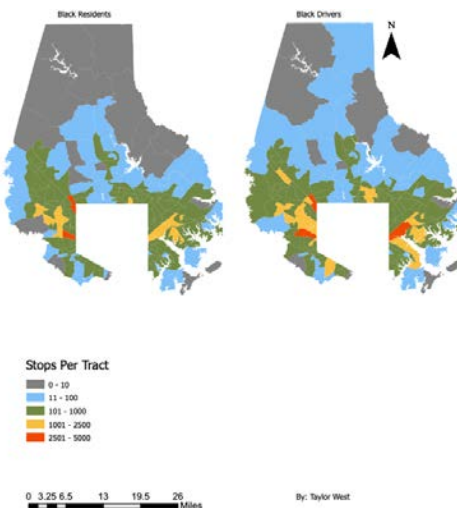 Black Residents
Black Drivers
N
Stops Per Tract
0 - 10
11 - 100
101 - 1000
1001 - 2500
2501 - 5000
0 3.25 6.5 13 19.5 26
Miles
By: Taylor West